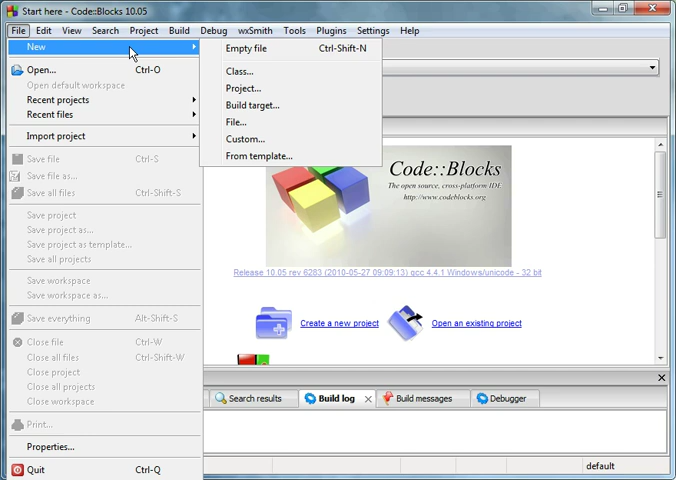 Start here - Code::Blocks 10.05
File Edit View Search Project Build Debug wxSmith Tools Plugins Settings Help
New
Open... Ctrl-O
Open default workspace
Recent projects
Recent files
Import project
Save file Ctrl-S
Save file as...
Save all files Ctrl-Shift-S
Save project
Save project as...
Save project as template...
Save all projects
Save workspace
Save workspace as...
Save everything Alt-Shift-S
Close file Ctrl-W
Close all files Ctrl-Shift-W
Close project
Close all projects
Close workspace
Print...
Properties...
Quit Ctrl-Q
Empty file Ctrl-Shift-N
Class...
Project...
Build target...
File...
Custom...
From template...
Code::Blocks
The open source, cross-platform IDE
http://www.codeblocks.org
Release 10.05 rev 6283 (2010-05-27 09:09:13) gcc 4.4.1 Windows/unicode - 32 bit
Create a new project Open an existing project
Search results Build log Build messages Debugger
default